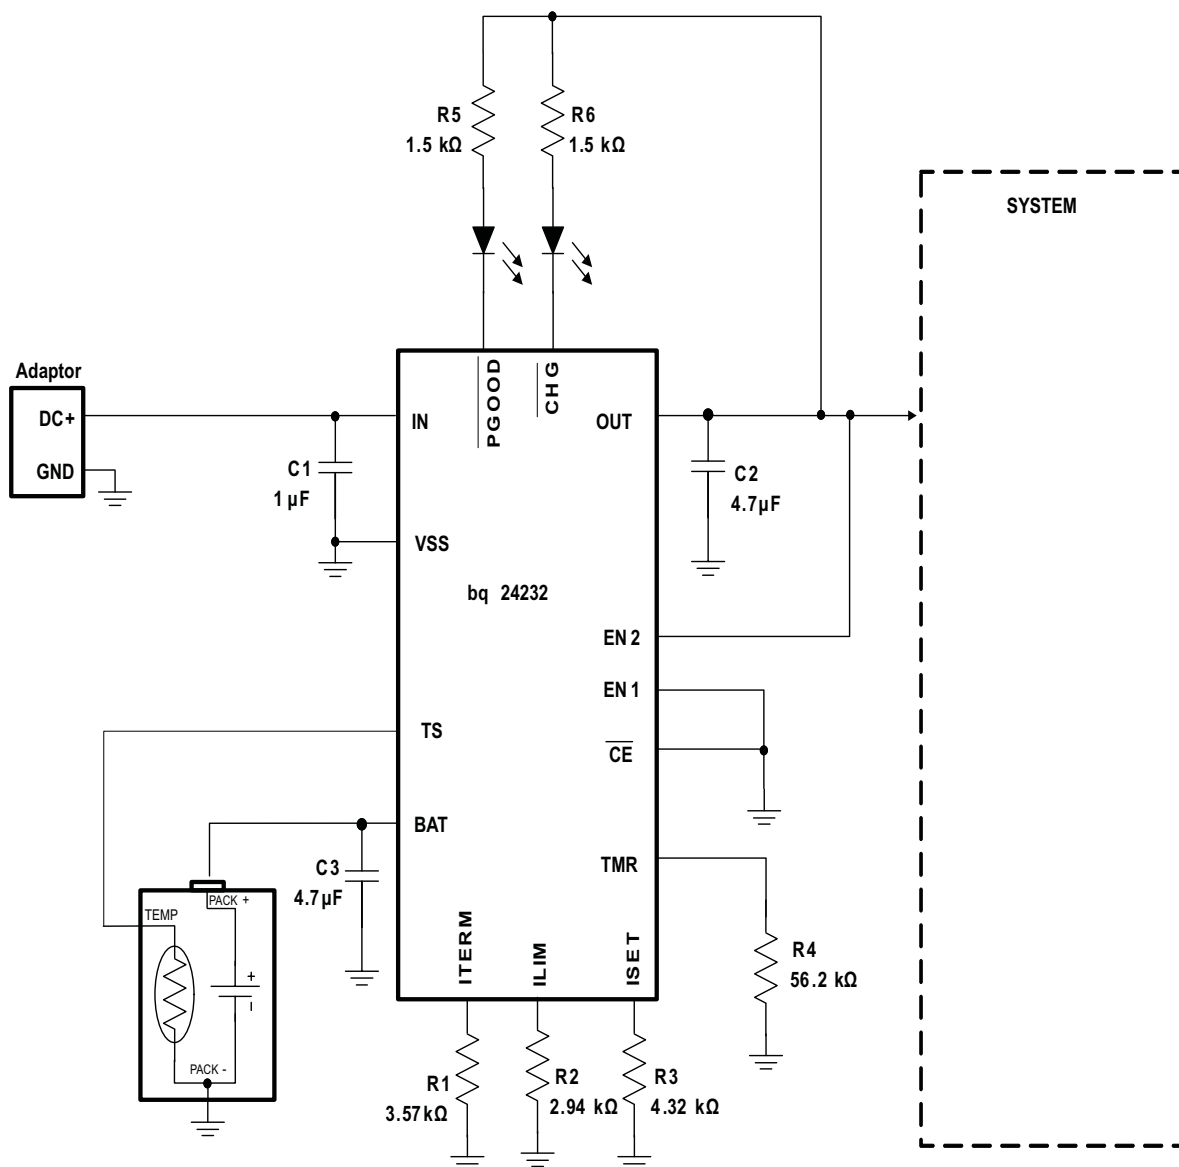 R5
1.5 kΩ
R6
1.5 kΩ
SYSTEM
Adaptor
DC+
GND
C1
1 µF
IN
PGOOD
CHG
OUT
C2
4.7µF
VSS
bq 24232
EN 2
EN 1
TS
CE
BAT
TMR
C3
4.7µF
PACK +
TEMP
+
–
PACK -
ITERM
ILIM
ISET
R4
56.2 kΩ
R1
3.57kΩ
R2
2.94 kΩ
R3
4.32 kΩ